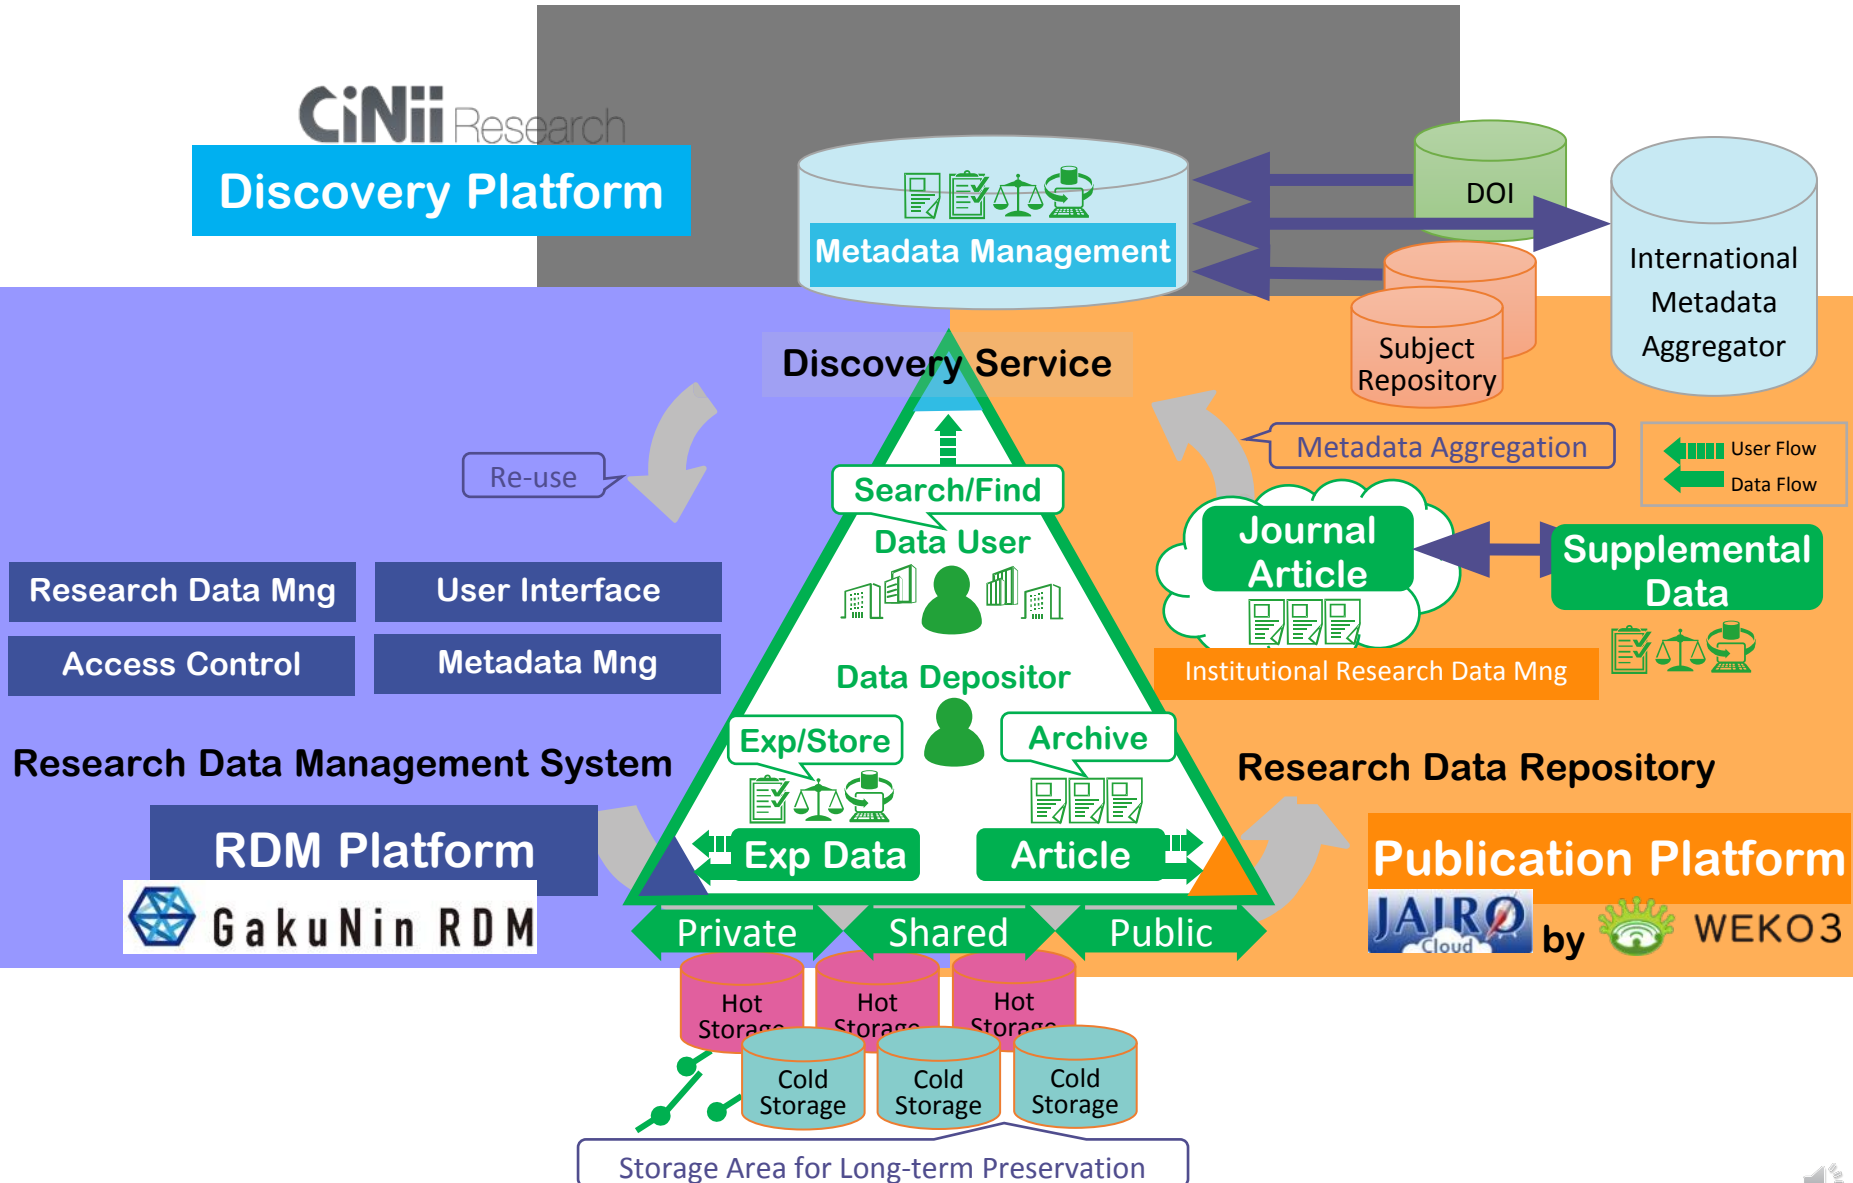 CiNii Research
Discovery Platform
Metadata Management
DOI
International
Metadata
Aggregator
Subject
Repository
Discovery Service
Re-use
Metadata Aggregation
User Flow
Data Flow
Search/Find
Data User
Journal
Article
Supplemental
Data
Research Data Mng
User Interface
Access Control
Metadata Mng
Institutional Research Data Mng
Data Depositor
Exp/Store
Archive
Research Data Management System
Research Data Repository
RDM Platform
Exp Data
Article
Publication Platform
GakuNin RDM
JAIRO
Cloud
by
WEKO3
Private
Shared
Public
Hot
Storage
Hot
Storage
Hot
Storage
Cold
Storage
Cold
Storage
Cold
Storage
Storage Area for Long-term Preservation